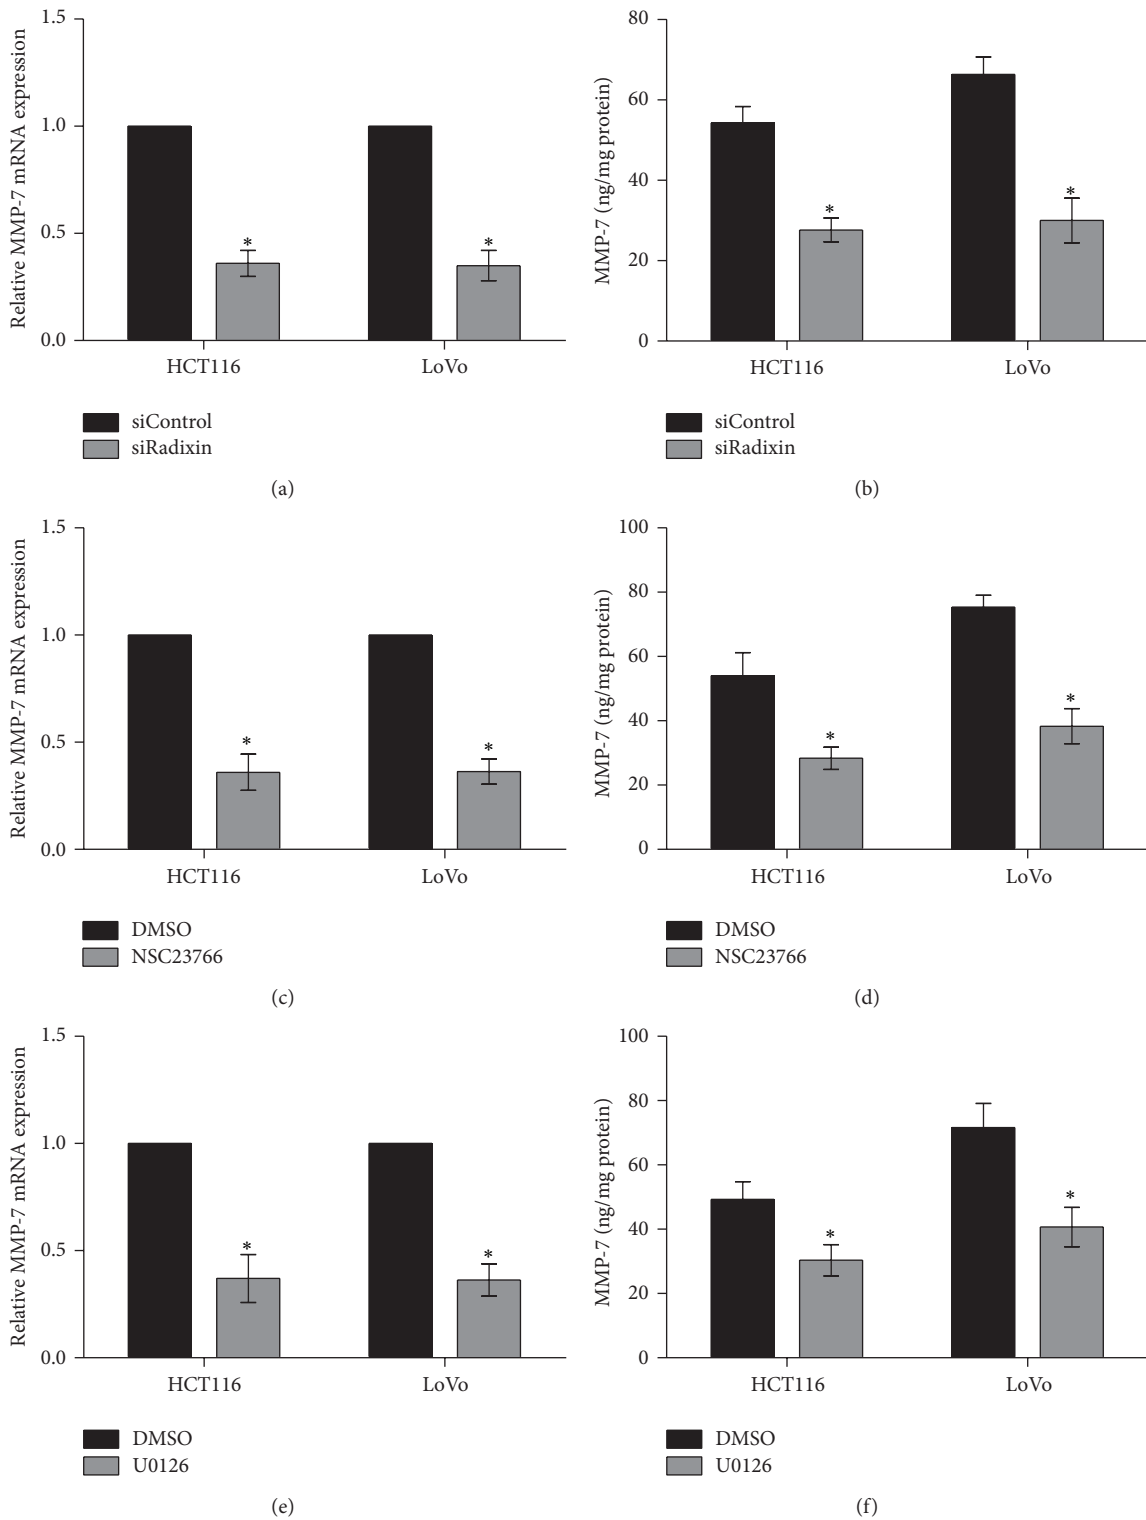 Relative MMP-7 mRNA expression
1.5
1.0
0.5
0.0
*
*
HCT116
LoVo
siControl
siRadixin
(a)
MMP-7 (ng/mg protein)
80
60
40
20
0
*
*
HCT116
LoVo
siControl
siRadixin
(b)
Relative MMP-7 mRNA expression
1.5
1.0
0.5
0.0
*
*
HCT116
LoVo
DMSO
NSC23766
(c)
MMP-7 (ng/mg protein)
100
80
60
40
20
0
*
*
HCT116
LoVo
DMSO
NSC23766
(d)
Relative MMP-7 mRNA expression
1.5
1.0
0.5
0.0
*
*
HCT116
LoVo
DMSO
U0126
(e)
MMP-7 (ng/mg protein)
100
80
60
40
20
0
*
*
HCT116
LoVo
DMSO
U0126
(f)